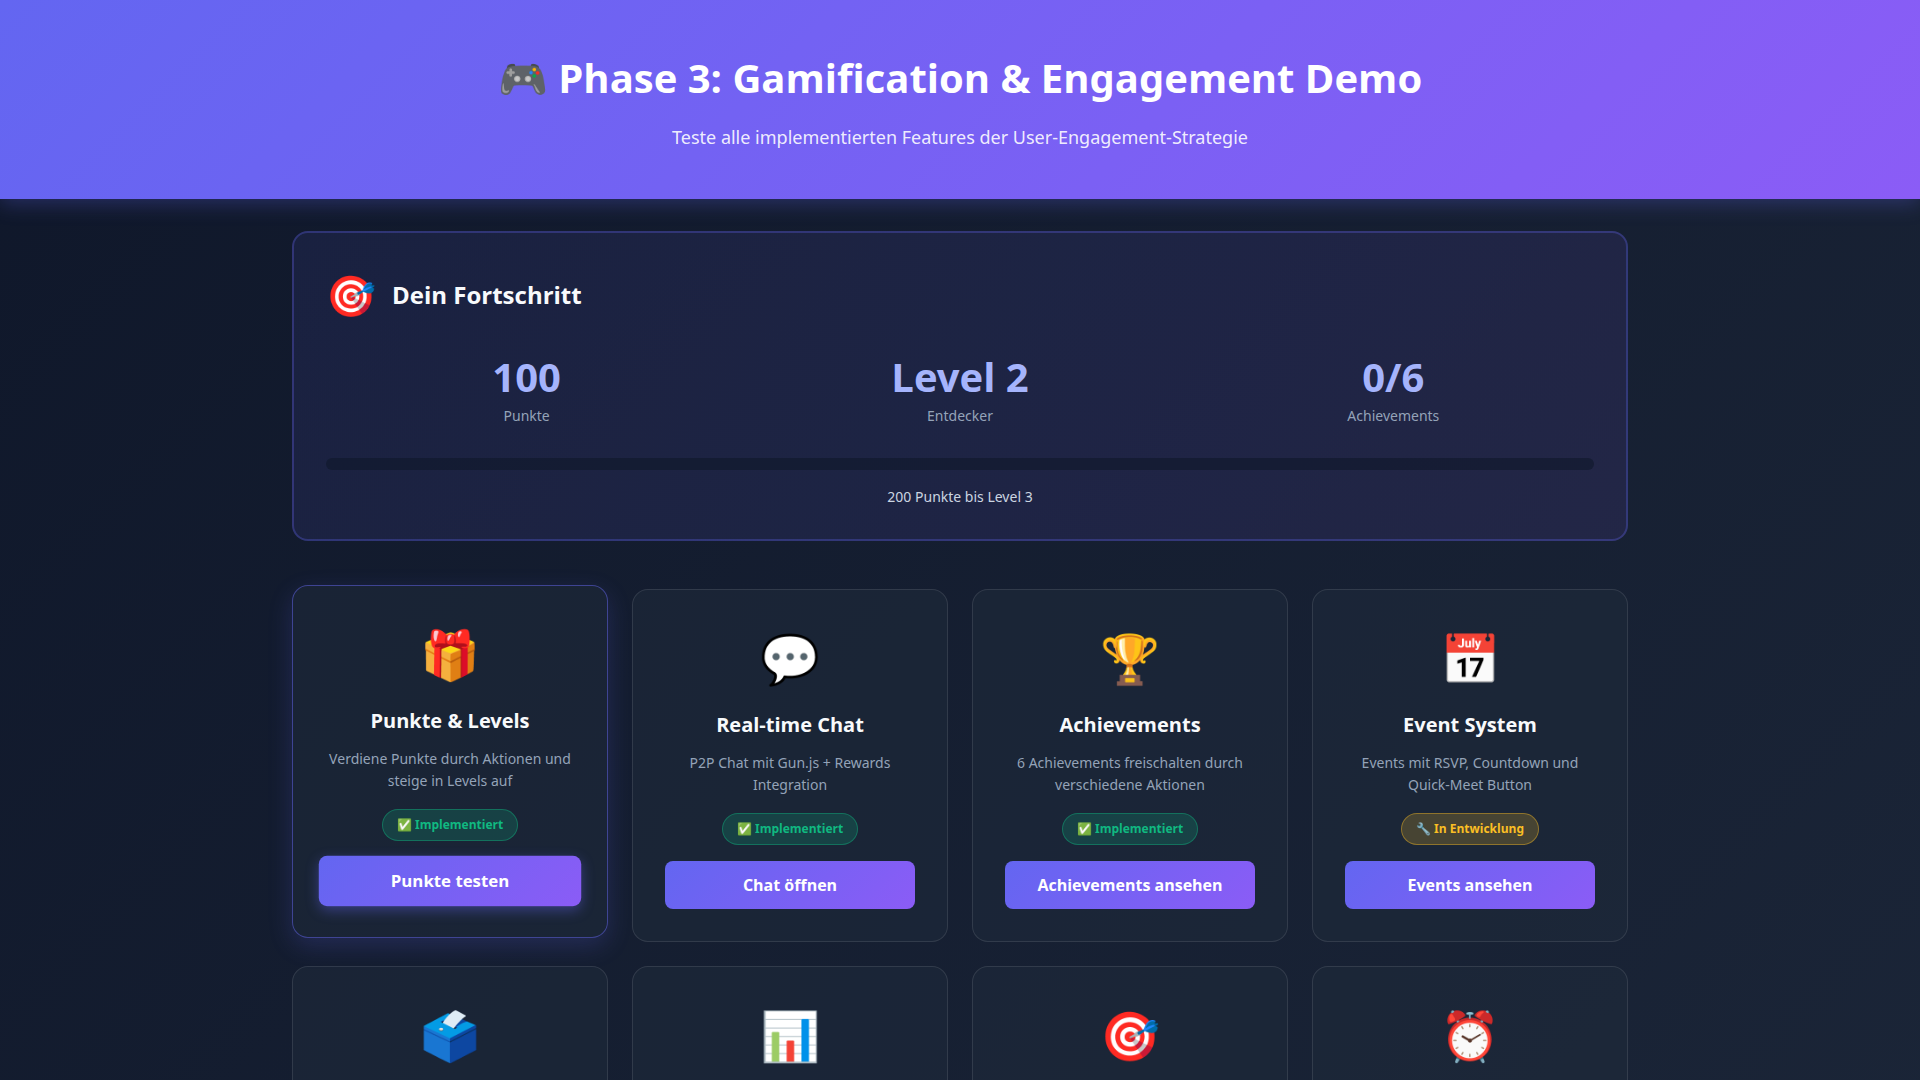 🎮 Phase 3: Gamification & Engagement Demo
Teste alle implementierten Features der User-Engagement-Strategie
🎯 Dein Fortschritt
100
Punkte
Level 2
Entdecker
0/6
Achievements
200 Punkte bis Level 3
Punkte & Levels
Verdiene Punkte durch Aktionen und
steige in Levels auf
✅ Implementiert
Punkte testen
Real-time Chat
P2P Chat mit Gun.js + Rewards
Integration
✅ Implementiert
Chat öffnen
Achievements
6 Achievements freischalten durch
verschiedene Aktionen
✅ Implementiert
Achievements ansehen
July
17
Event System
Events mit RSVP, Countdown und
Quick-Meet Button
🔧 In Entwicklung
Events ansehen